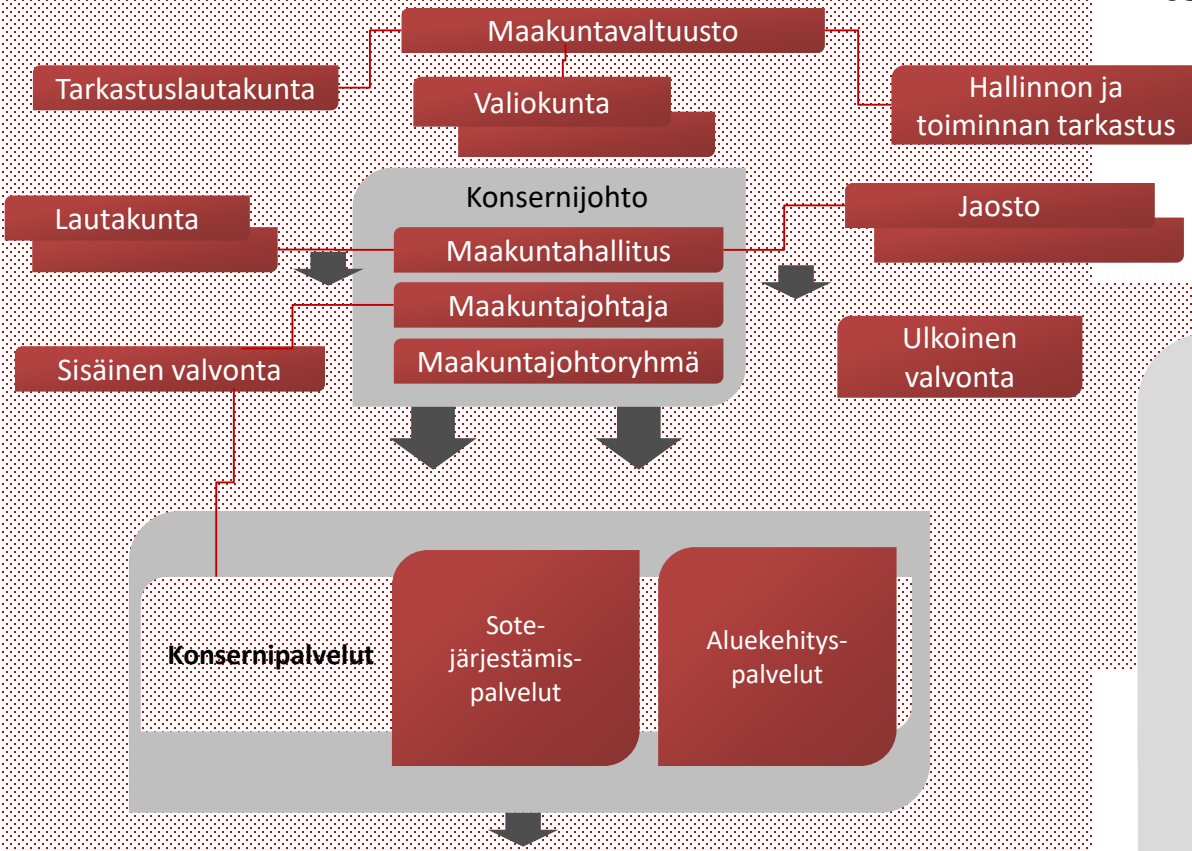 Maakuntavaltuusto
Tarkastuslautakunta
Valiokunta
Hallinnon ja
toiminnan tarkastus
Konsernijohto
Lautakunta
Jaosto
Maakuntahallitus
Maakuntajohtaja
Ulkoinen
valvonta
Sisäinen valvonta
Maakuntajohtoryhmä
Konsernipalvelut
Sote-
järjestämis-
palvelut
Aluekehitys-
palvelut